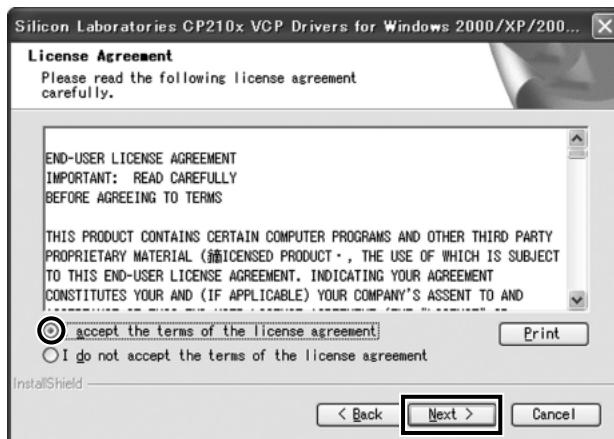 Silicon Laboratories CP210x VCP Drivers for Windows 2000/XP/200...
License Agreement
Please read the following license agreement
carefully.
END-USER LICENSE AGREEMENT
IMPORTANT: READ CAREFULLY
BEFORE AGREEING TO TERMS
THIS PRODUCT CONTAINS CERTAIN COMPUTER PROGRAMS AND OTHER THIRD PARTY
PROPRIETARY MATERIAL (鏑ICENSED PRODUCT・, THE USE OF WHICH IS SUBJECT
TO THIS END-USER LICENSE AGREEMENT. INDICATING YOUR AGREEMENT
CONSTITUTES YOUR AND (IF APPLICABLE) YOUR COMPANY'S ASSENT TO AND
accept the terms of the license agreement
Print
I do not accept the terms of the license agreement
InstallShield
< Back
Next >
Cancel